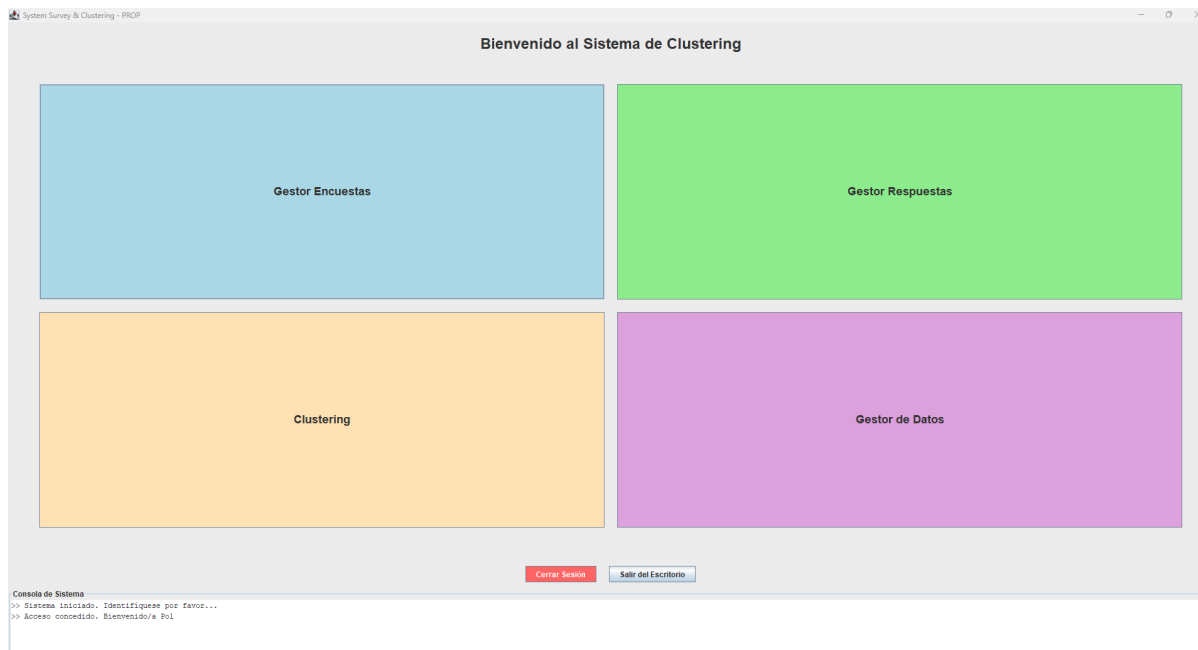 System Survey & Clustering - PROP
Bienvenido al Sistema de Clustering
Gestor Encuestas
Gestor Respuestas
Clustering
Gestor de Datos
Cerrar Sesión
Salir del Escritorio
Consola de Sistema
>> Sistema iniciado. Identifíquese por favor...
>> Acceso concedido. Bienvenido/a Pol